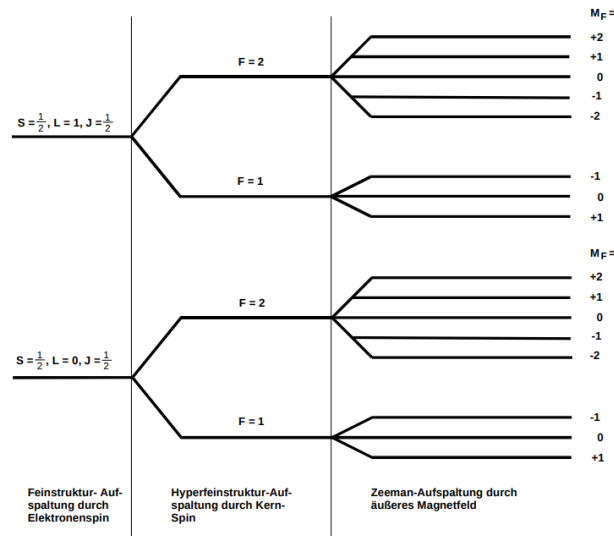 M F =
+2
F = 2
+1
0
-1
-2
S = 1/2, L = 1, J = 1/2
F = 1
-1
0
+1
M F =
+2
F = 2
+1
0
-1
-2
S = 1/2, L = 0, J = 1/2
F = 1
-1
0
+1
Feinstruktur- Auf-
spaltung durch
Elektronenspin
Hyperfeinstruktur-Auf-
spaltung durch Kern-
Spin
Zeeman-Aufspaltung durch
äußeres Magnetfeld